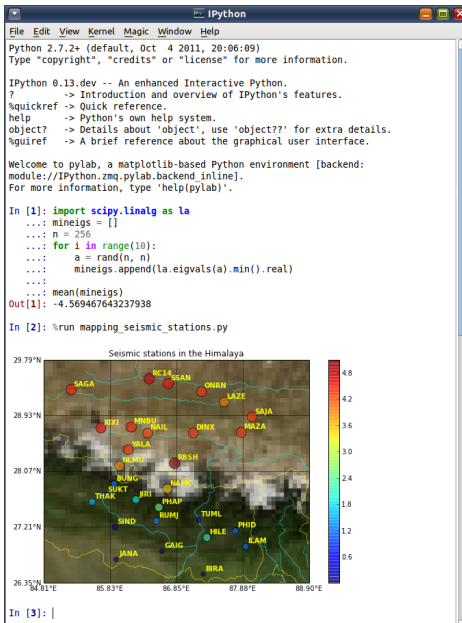 IPython
File Edit View Kernel Magic Window Help
Python 2.7.2+ (default, Oct  4 2011, 20:06:09)
Type "copyright", "credits" or "license" for more information.

IPython 0.13.dev -- An enhanced Interactive Python.
?         -> Introduction and overview of IPython's features.
%quickref -> Quick reference.
help      -> Python's own help system.
object?   -> Details about 'object', use 'object??' for extra details.
%guiref   -> A brief reference about the graphical user interface.

Welcome to pylab, a matplotlib-based Python environment [backend:
module://IPython.zmq.pylab.backend_inline].
For more information, type 'help(pylab)'.

In [1]: import scipy.linalg as la
   ...: mineigs = []
   ...: n = 256
   ...: for i in range(10):
   ...:     a = rand(n, n)
   ...:     mineigs.append(la.eigvals(a).min().real)
   ...:
   ...: mean(mineigs)
Out[1]: -4.569467643237938

In [2]: %run mapping_seismic_stations.py

Seismic stations in the Himalaya
29.79°N
RC14
SSAN
SAGA
ONRN
LAZE
4.8
4.2
28.93°N
SAJA
XIXI
MNBU
NAIL
DINX
MAZA
3.6
YALA
3.0
NLMU
RBSH
28.07°N
BUNG
NAMC
2.4
SUKT
THAK
JIRI
PHAP
1.8
RUMJ
TUML
27.21°N
SIND
PHID
HILE
1.2
ILAM
JANA
GAIG
0.6
BIRA
26.35°N
84.81°E
85.83°E
86.85°E
87.88°E
88.90°E

In [3]: